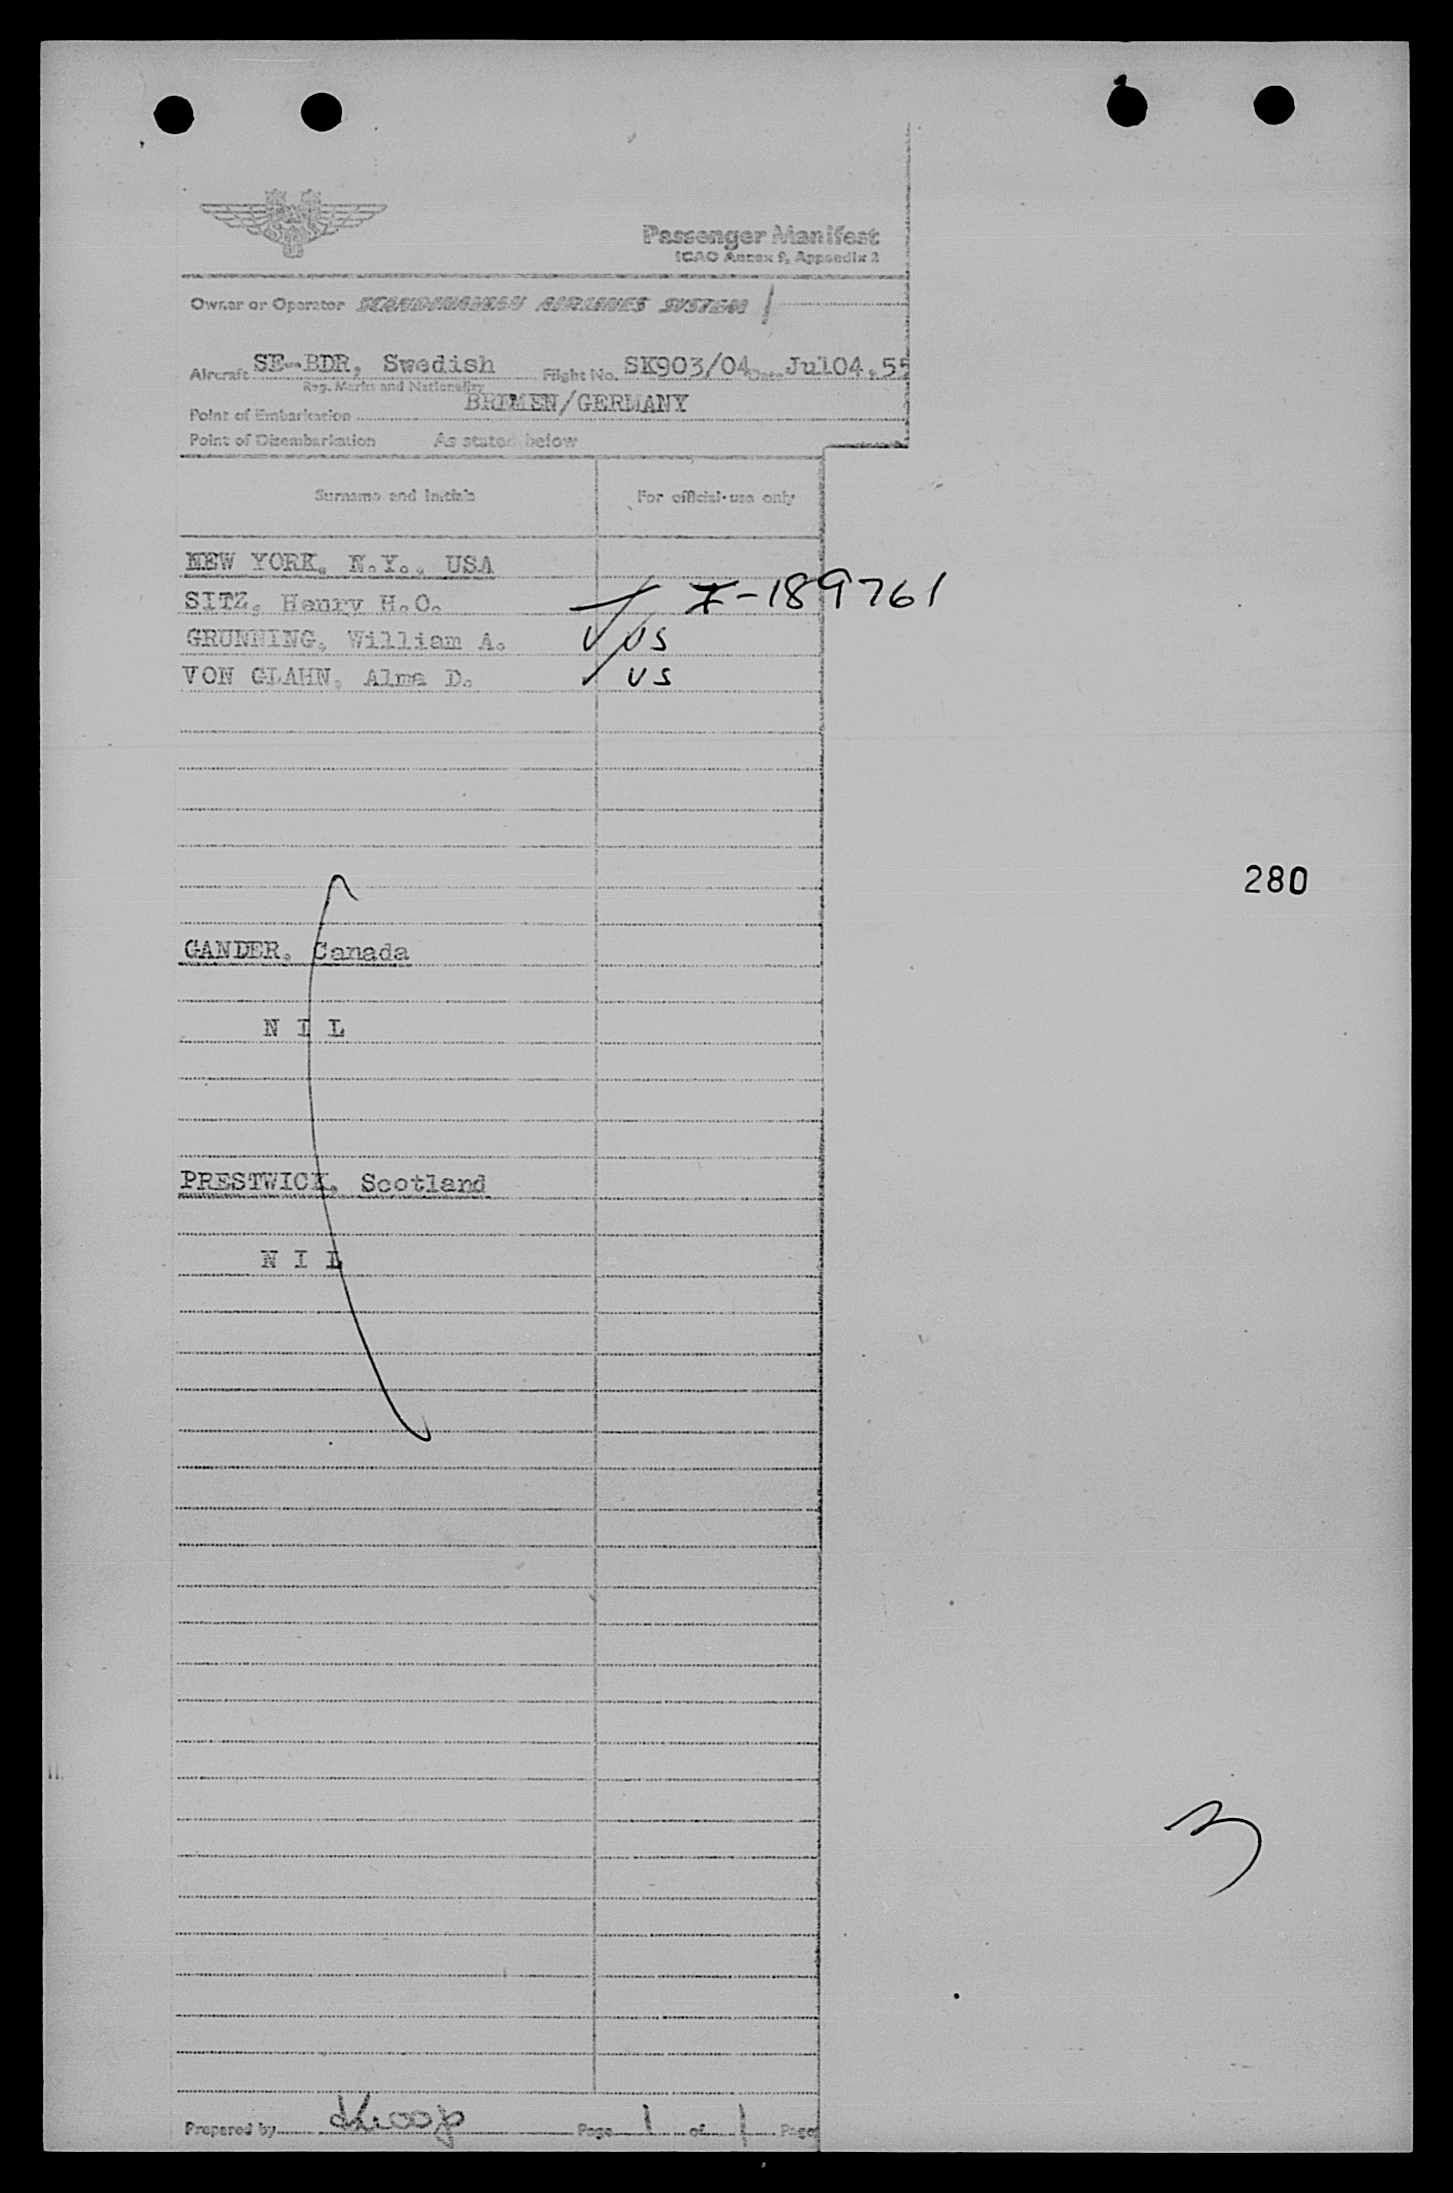 Passenger Manifest
ICAO Annex 9, Appendix 2
Owner or Operator SCANDINAVIAN AIRLINES SYSTEM
Aircraft SE-BDR, Swedish Flight No. SK903/04 Date Jul04,55
Reg. Marks and Nationality
Point of Embarkation BREMEN/GERMANY
Point of Disembarkation As stated below
Surname and Initials For official use only
NEW YORK, N.Y., USA
SITZ, Henry H.O. I-189761
GRUNNING, William A. US
VON GLAHN, Alma D. US
280
GANDER, Canada
N I L
PRESTWICK, Scotland
N I L
3
Prepared by Page 1 of 1 Pages